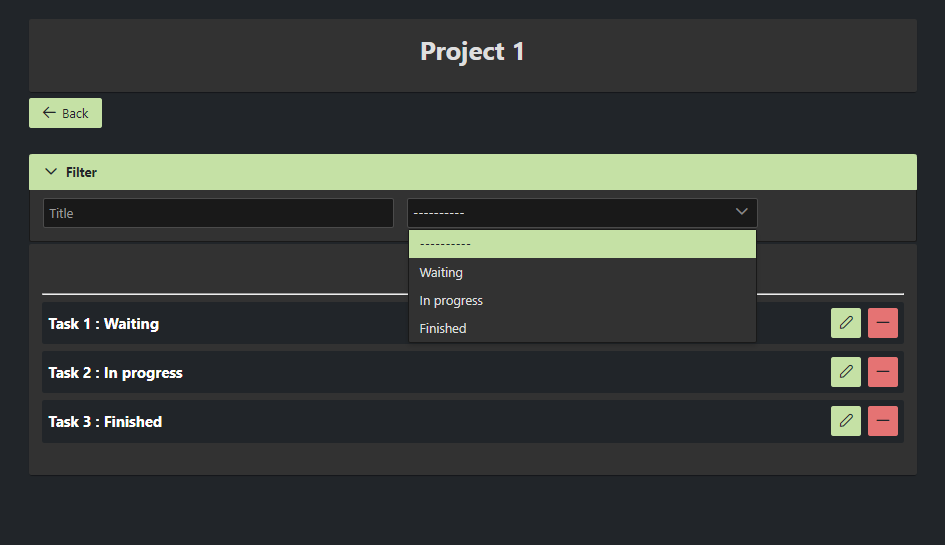 Project 1
Back
Filter
Title
----------
----------
Waiting
In progress
Finished
Task 1 : Waiting
Task 2 : In progress
Task 3 : Finished